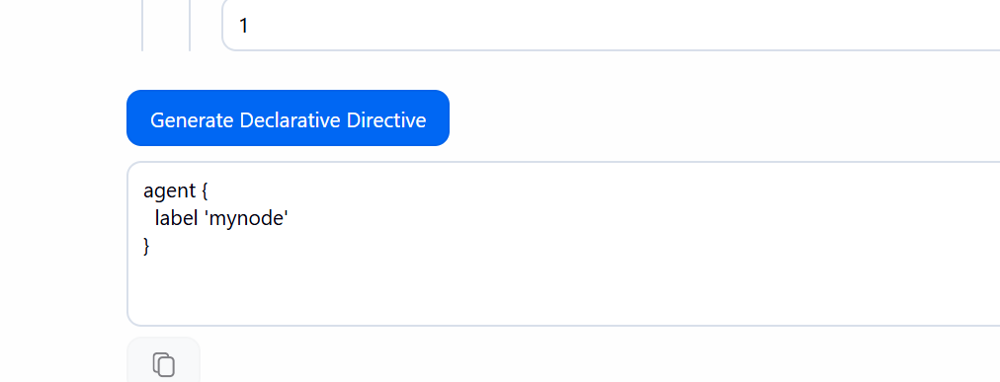 1
Generate Declarative Directive
agent {
  label 'mynode'
}